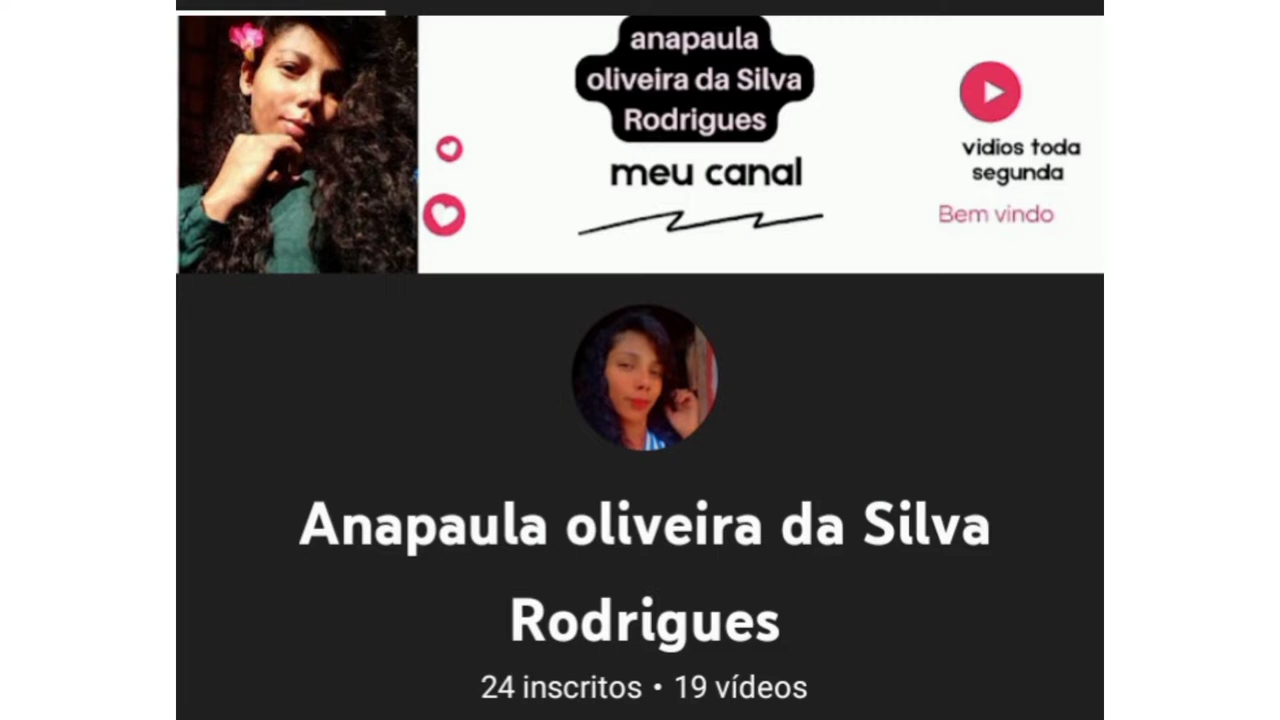 anapaula
oliveira da Silva
Rodrigues
meu canal
vidios toda
segunda
Bem vindo
Anapaula oliveira da Silva
Rodrigues
24 inscritos • 19 vídeos